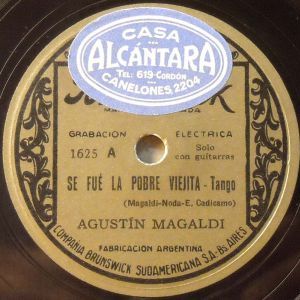 CASA
ALCÁNTARA
TEL: 619-CORDÓN
CANELONES, 2204
GRABACION ELECTRICA
1625 A
Solo
con guitarras
SE FUÉ LA POBRE VIEJITA - Tango
(Magaldi-Noda-E. Cadicamo)
AGUSTÍN MAGALDI
FABRICACION ARGENTINA
COMPAÑIA BRUNSWICK SUDAMERICANA S.A.-Bs AIRES